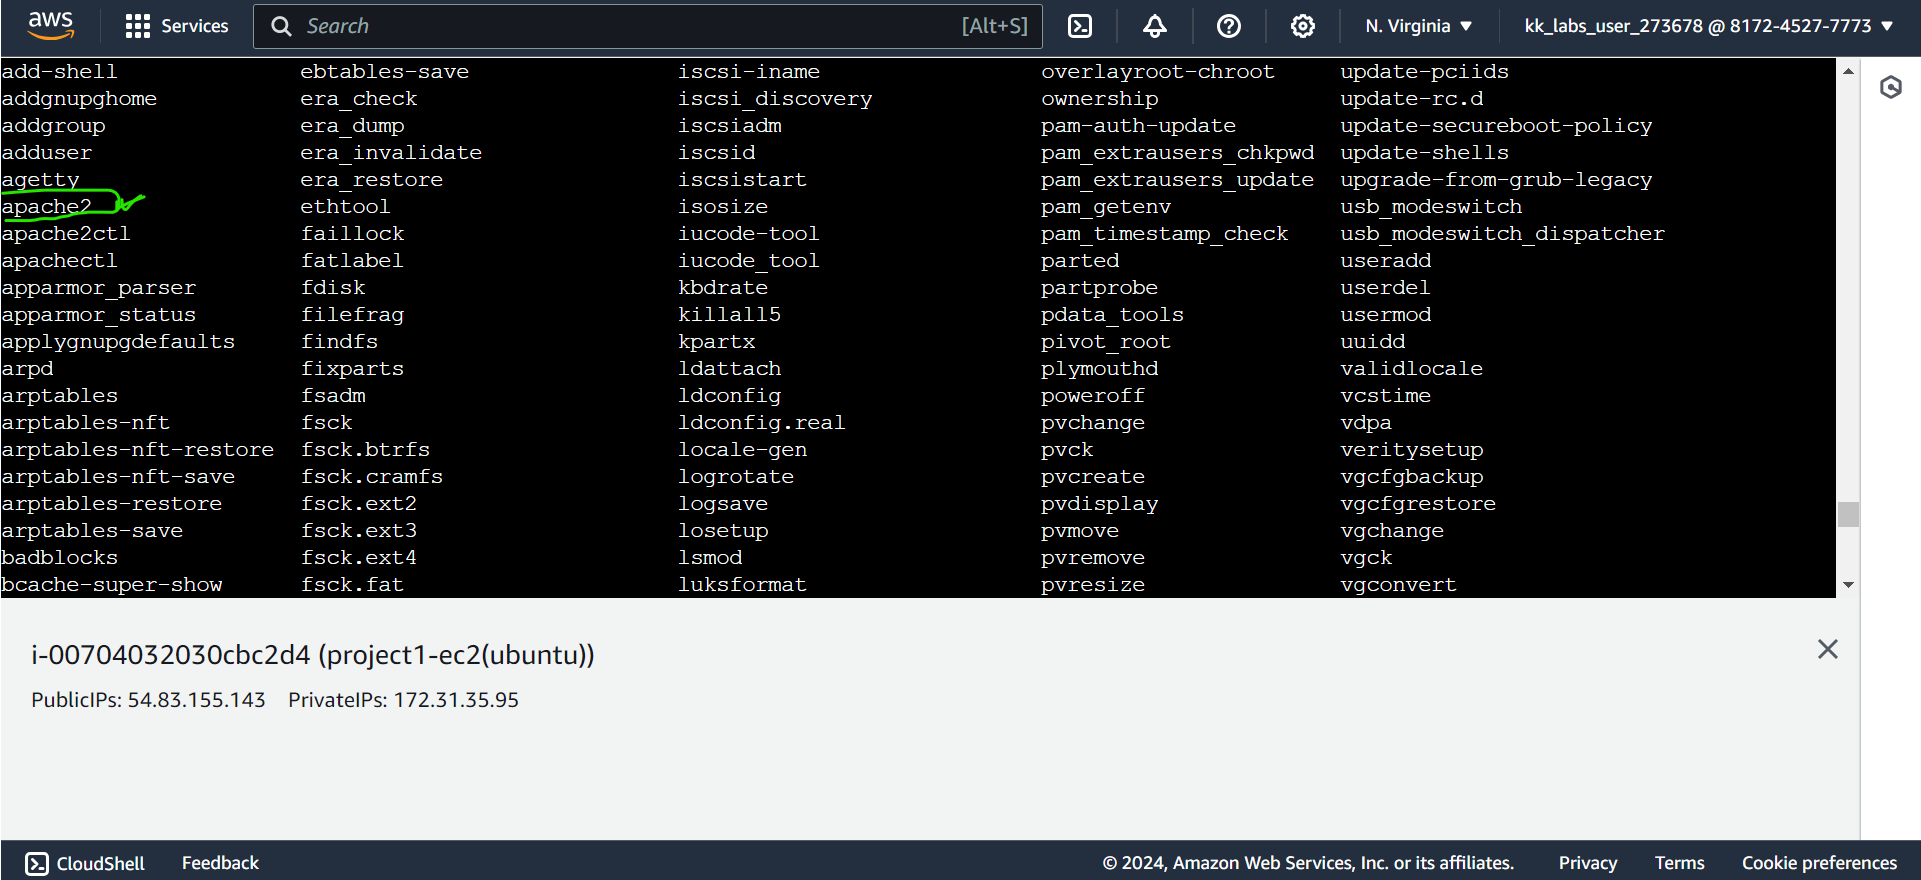 aws Services Search [Alt+S] N. Virginia kk_labs_user_273678 @ 8172-4527-7773
add-shell ebtables-save iscsi-iname overlayroot-chroot update-pciids
addgnupghome era_check iscsi_discovery ownership update-rc.d
addgroup era_dump iscsiadm pam-auth-update update-secureboot-policy
adduser era_invalidate iscsid pam_extrausers_chkpwd update-shells
agetty era_restore iscsistart pam_extrausers_update upgrade-from-grub-legacy
apache2 ethtool isosize pam_getenv usb_modeswitch
apache2ctl faillock iucode-tool pam_timestamp_check usb_modeswitch_dispatcher
apachectl fatlabel iucode_tool parted useradd
apparmor_parser fdisk kbdrate partprobe userdel
apparmor_status filefrag killall5 pdata_tools usermod
applygnupgdefaults findfs kpartx pivot_root uuidd
arpd fixparts ldattach plymouthd validlocale
arptables fsadm ldconfig poweroff vcstime
arptables-nft fsck ldconfig.real pvchange vdpa
arptables-nft-restore fsck.btrfs locale-gen pvck veritysetup
arptables-nft-save fsck.cramfs logrotate pvcreate vgcfgbackup
arptables-restore fsck.ext2 logsave pvdisplay vgcfgrestore
arptables-save fsck.ext3 losetup pvmove vgchange
badblocks fsck.ext4 lsmod pvremove vgck
bcache-super-show fsck.fat luksformat pvresize vgconvert
i-00704032030cbc2d4 (project1-ec2(ubuntu))
PublicIPs: 54.83.155.143 PrivateIPs: 172.31.35.95
CloudShell Feedback © 2024, Amazon Web Services, Inc. or its affiliates. Privacy Terms Cookie preferences